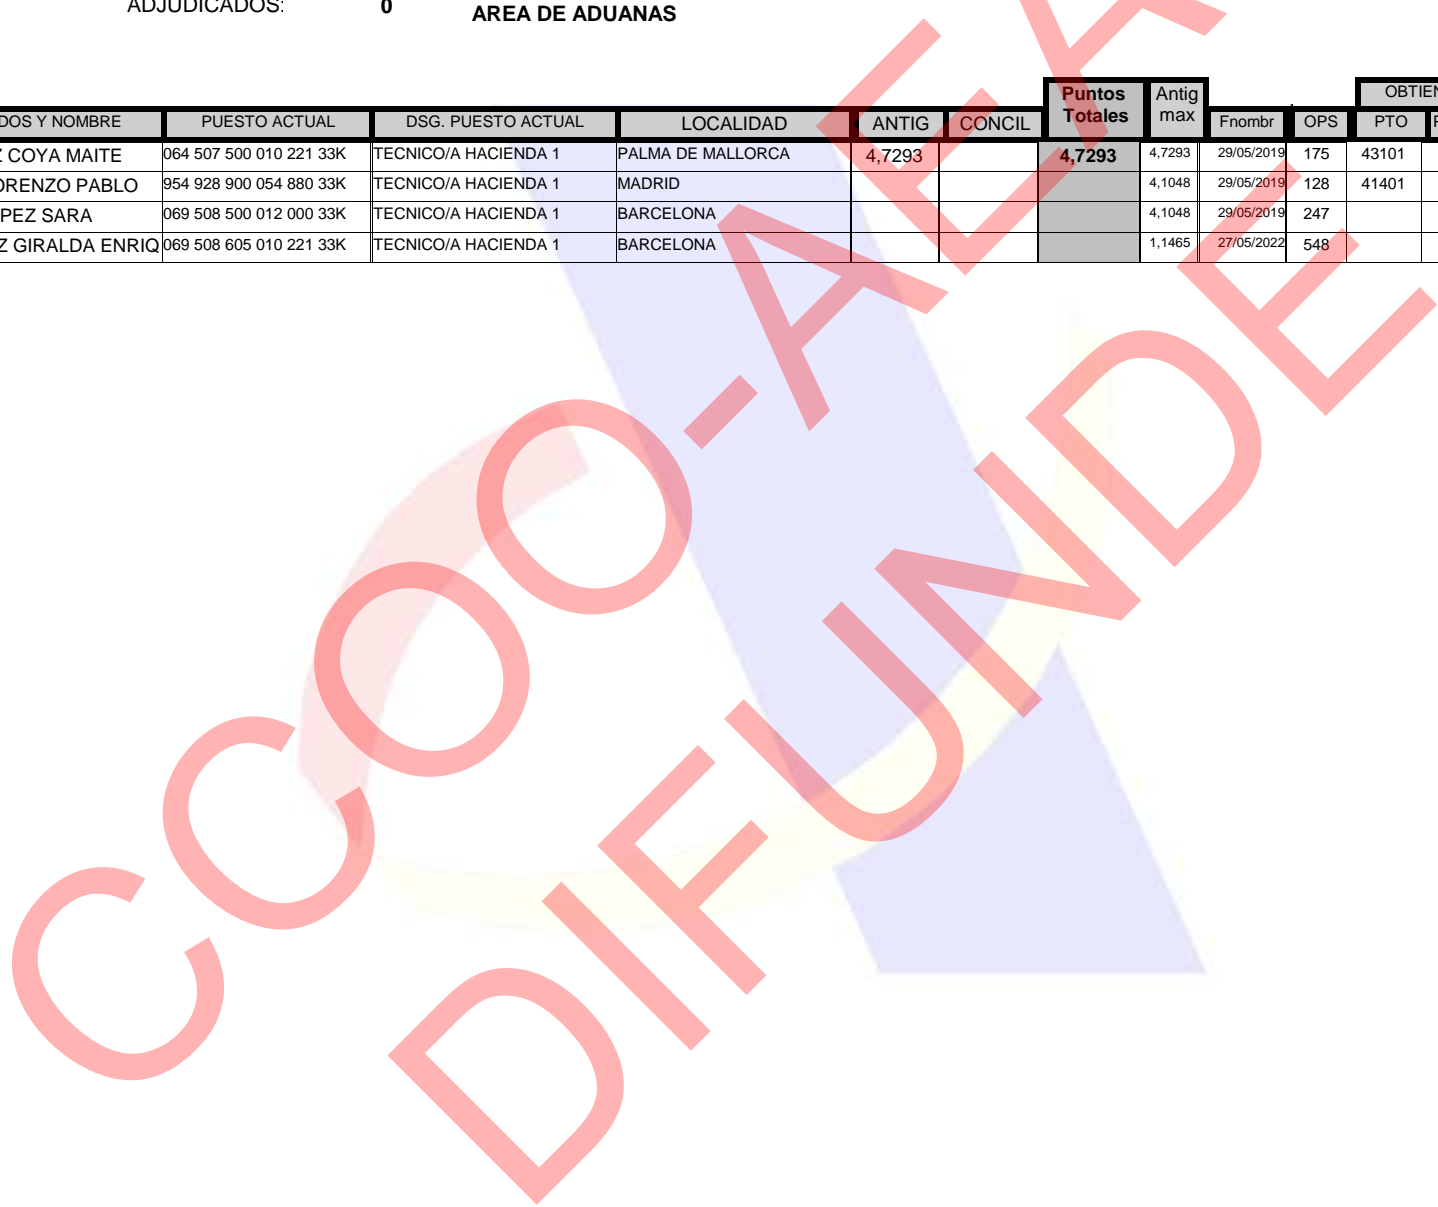 ADJUDICADOS: 0
AREA DE ADUANAS
Puntos Totales Antig max OBTIEN
DOS Y NOMBRE PUESTO ACTUAL DSG. PUESTO ACTUAL LOCALIDAD ANTIG CONCIL Fnombr OPS PTO
Z COYA MAITE 064 507 500 010 221 33K TECNICO/A HACIENDA 1 PALMA DE MALLORCA 4,7293 4,7293 4,7293 29/05/2019 175 43101
ORENZO PABLO 954 928 900 054 880 33K TECNICO/A HACIENDA 1 MADRID 4,1048 29/05/2019 128 41401
PEZ SARA 069 508 500 012 000 33K TECNICO/A HACIENDA 1 BARCELONA 4,1048 29/05/2019 247
Z GIRALDA ENRIQ 069 508 605 010 221 33K TECNICO/A HACIENDA 1 BARCELONA 1,1465 27/05/2022 548
CCOO-AEA
DIFUNDE